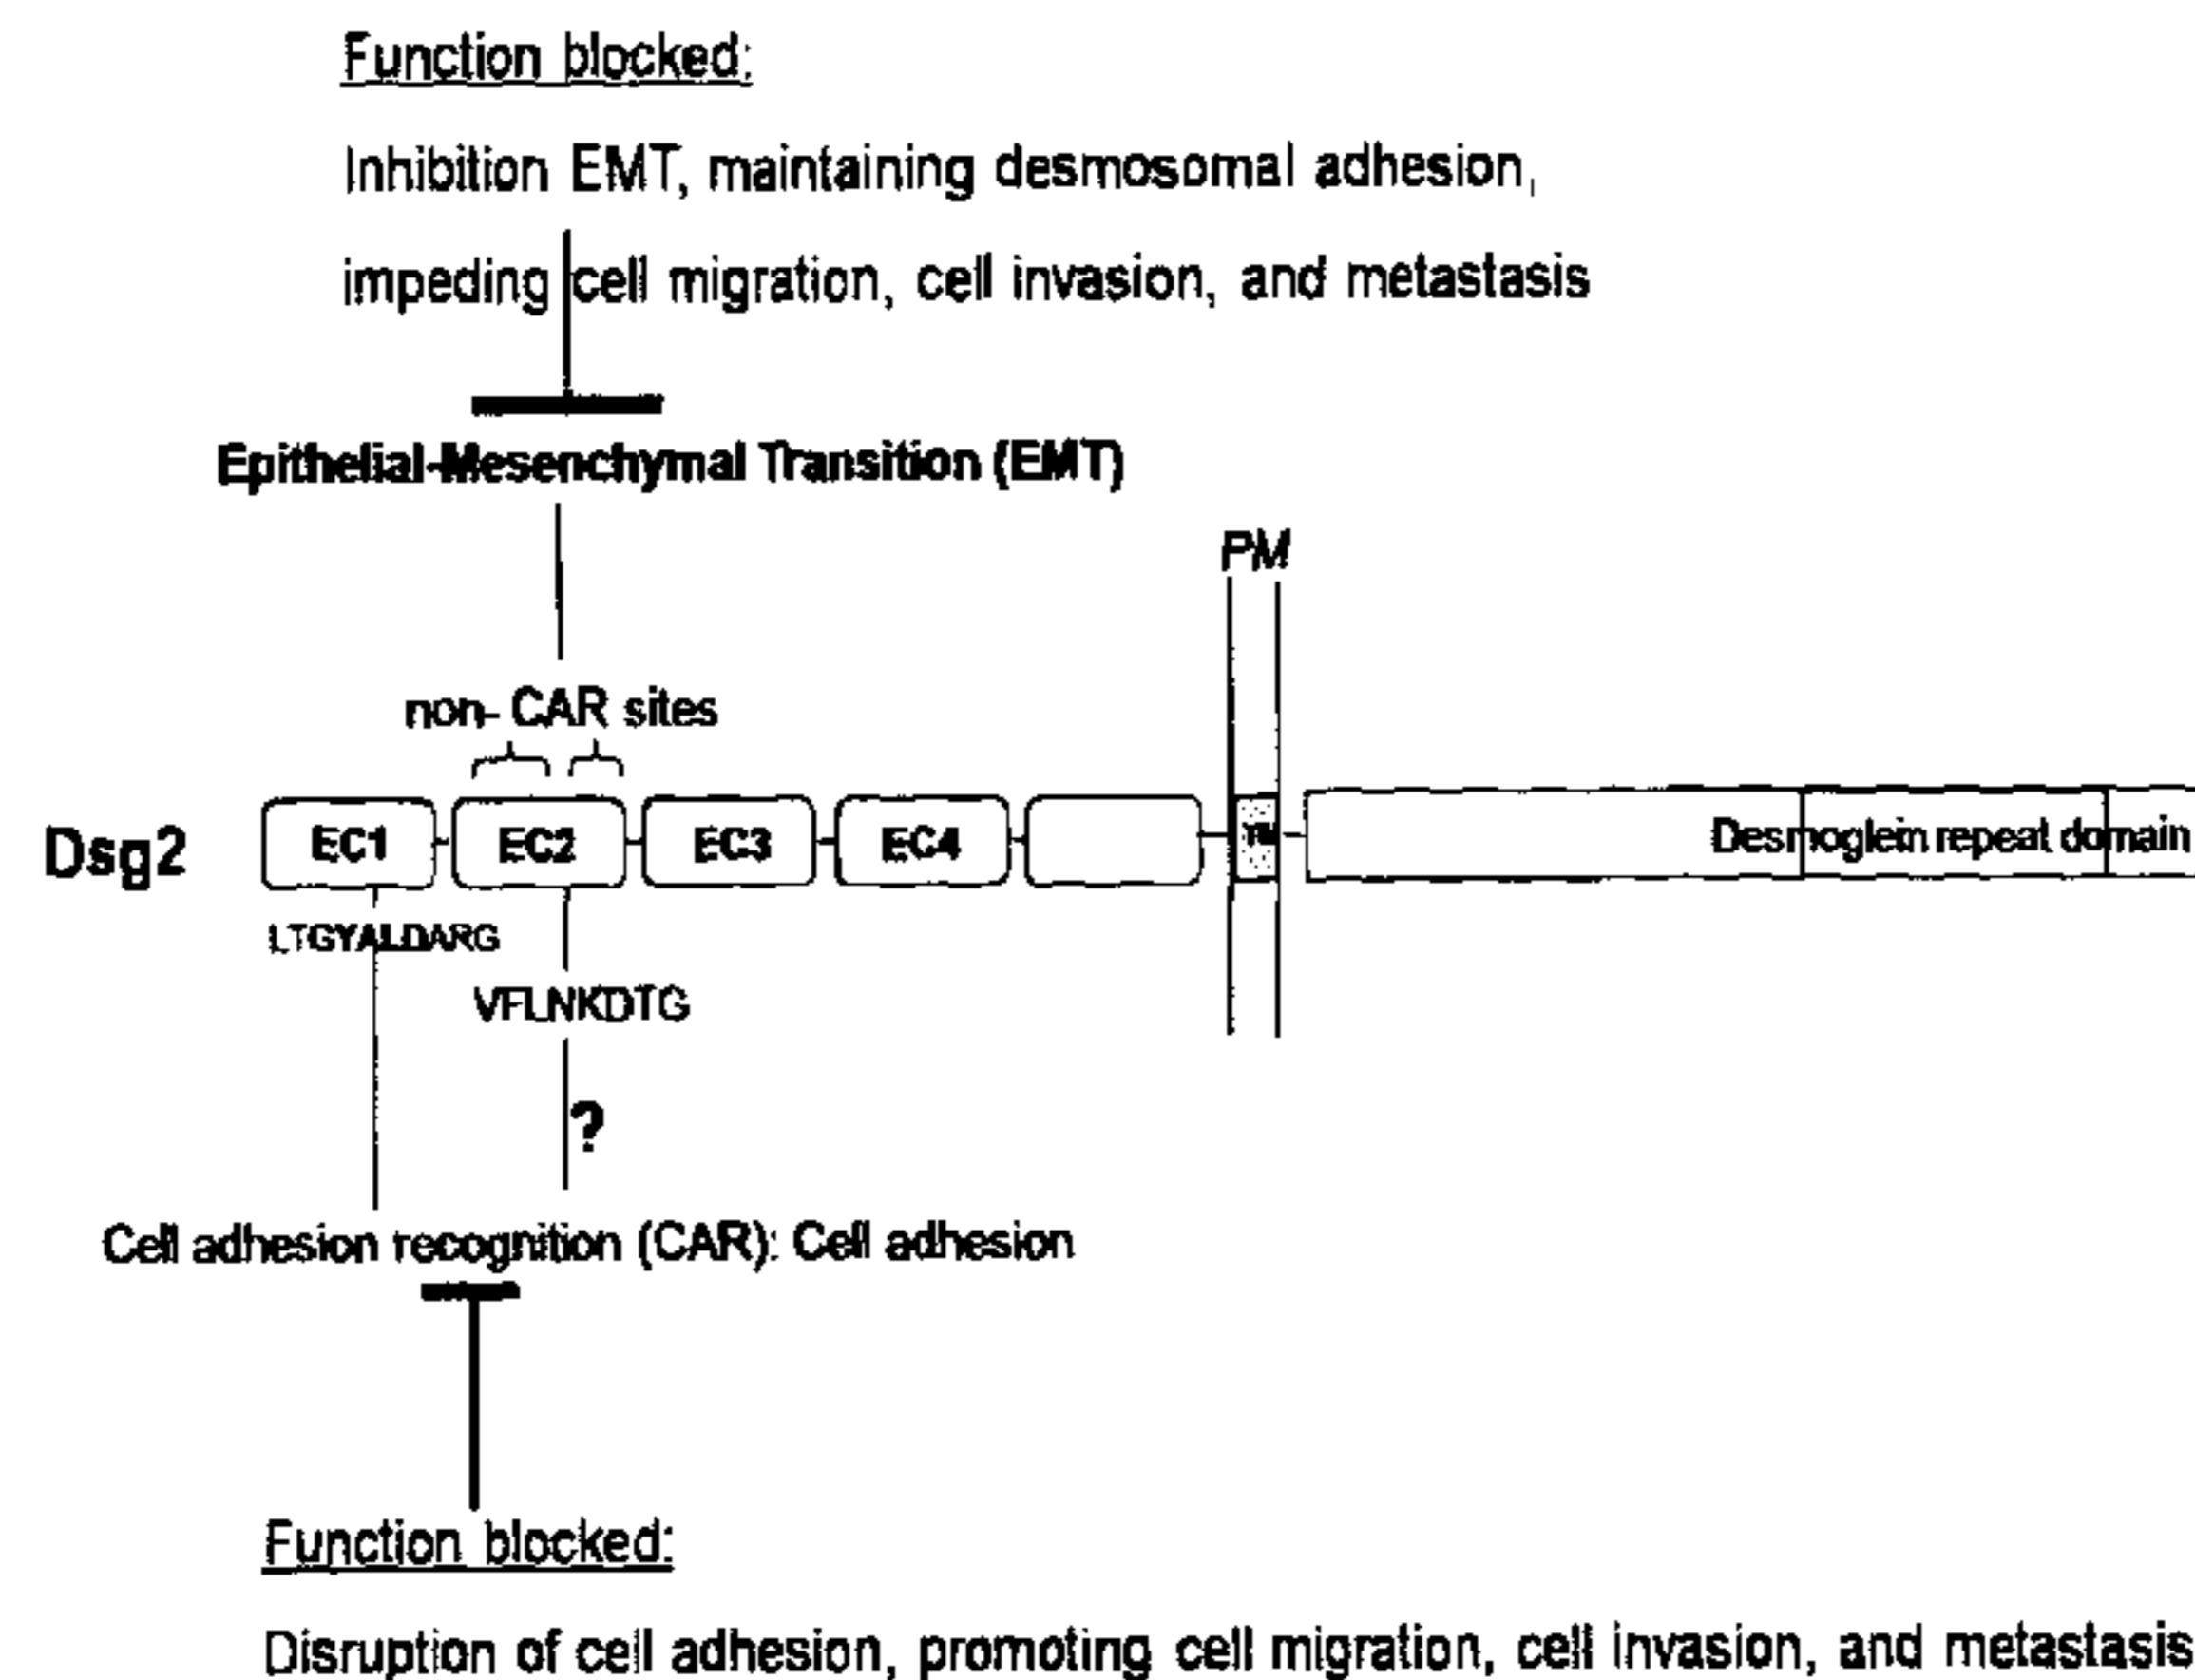 Function blocked:
Inhibition EMT, maintaining desmosomal adhesion,
impeding cell migration, cell invasion, and metastasis
Epithelial-Mesenchymal Transition (EMT)
PM
non- CAR sites
Dsg2 EC1 EC2 EC3 EC4 TM Desmoglein repeat domain
LTGYALDARG
VFLNKDTG
?
Cell adhesion recognition (CAR): Cell adhesion
Function blocked:
Disruption of cell adhesion, promoting cell migration, cell invasion, and metastasis